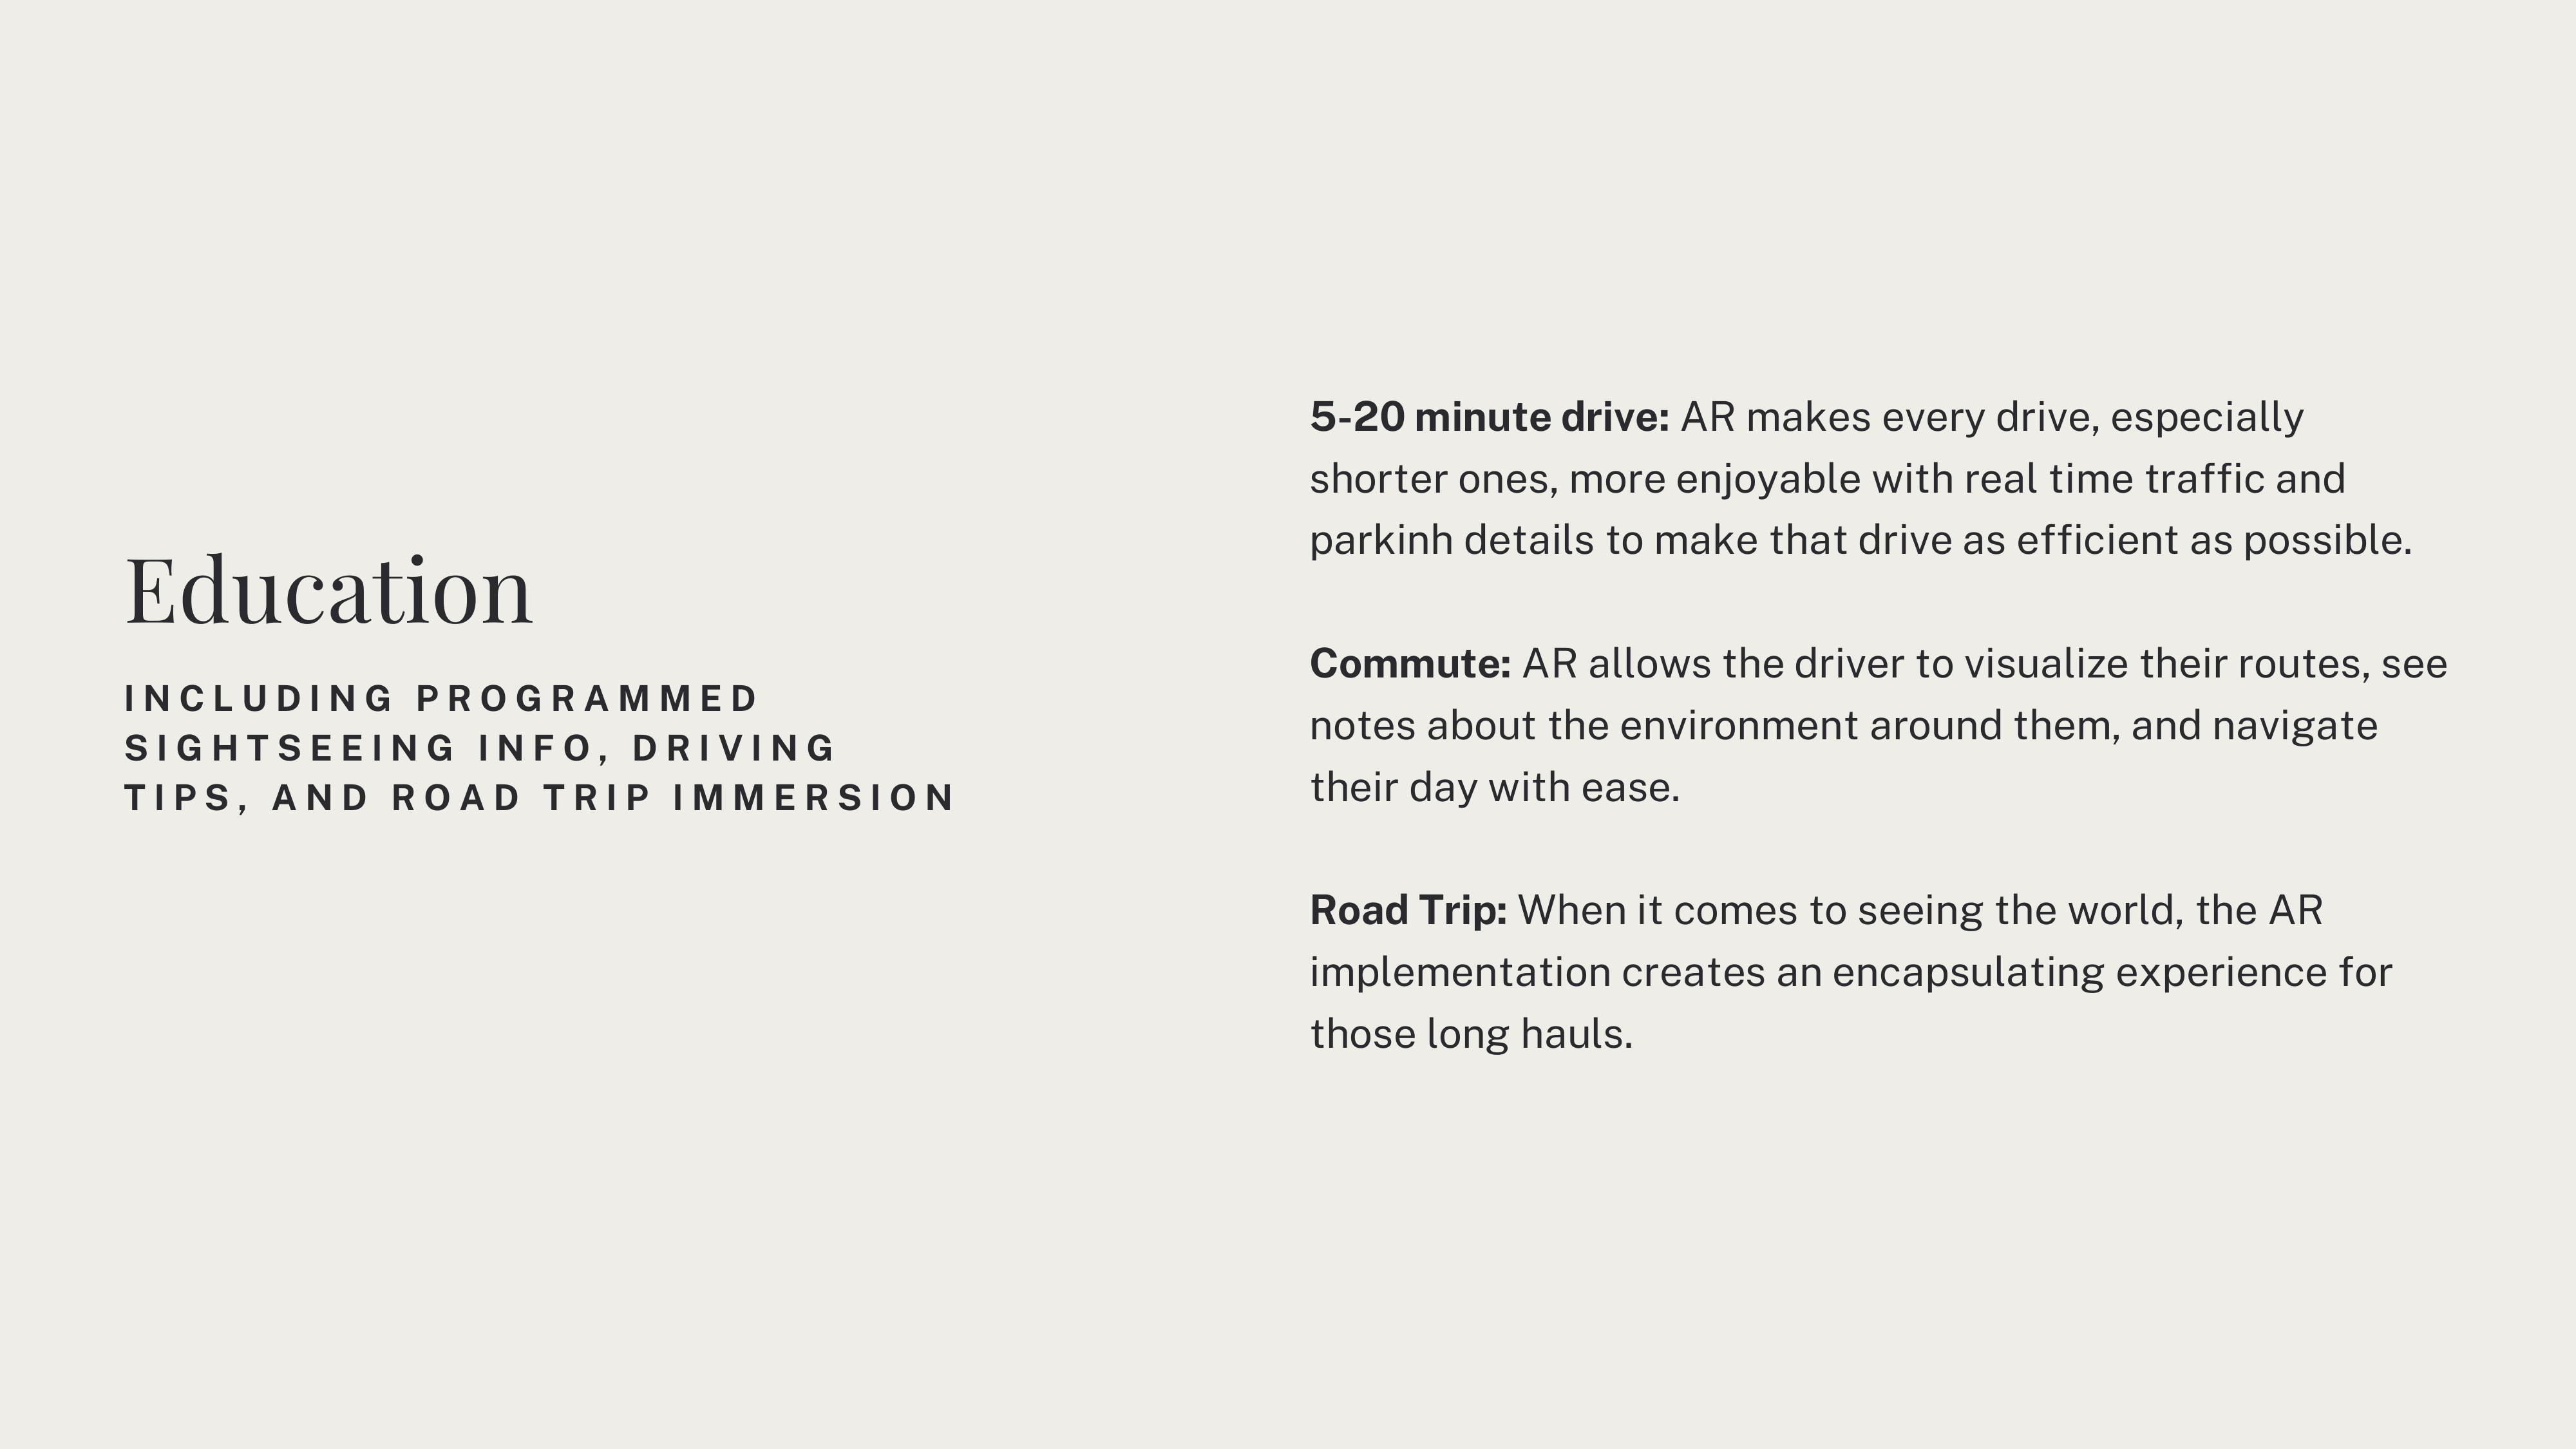 Education
INCLUDING PROGRAMMED
SIGHTSEEING INFO, DRIVING
TIPS, AND ROAD TRIP IMMERSION
5-20 minute drive: AR makes every drive, especially
shorter ones, more enjoyable with real time traffic and
parkinh details to make that drive as efficient as possible.
Commute: AR allows the driver to visualize their routes, see
notes about the environment around them, and navigate
their day with ease.
Road Trip: When it comes to seeing the world, the AR
implementation creates an encapsulating experience for
those long hauls.